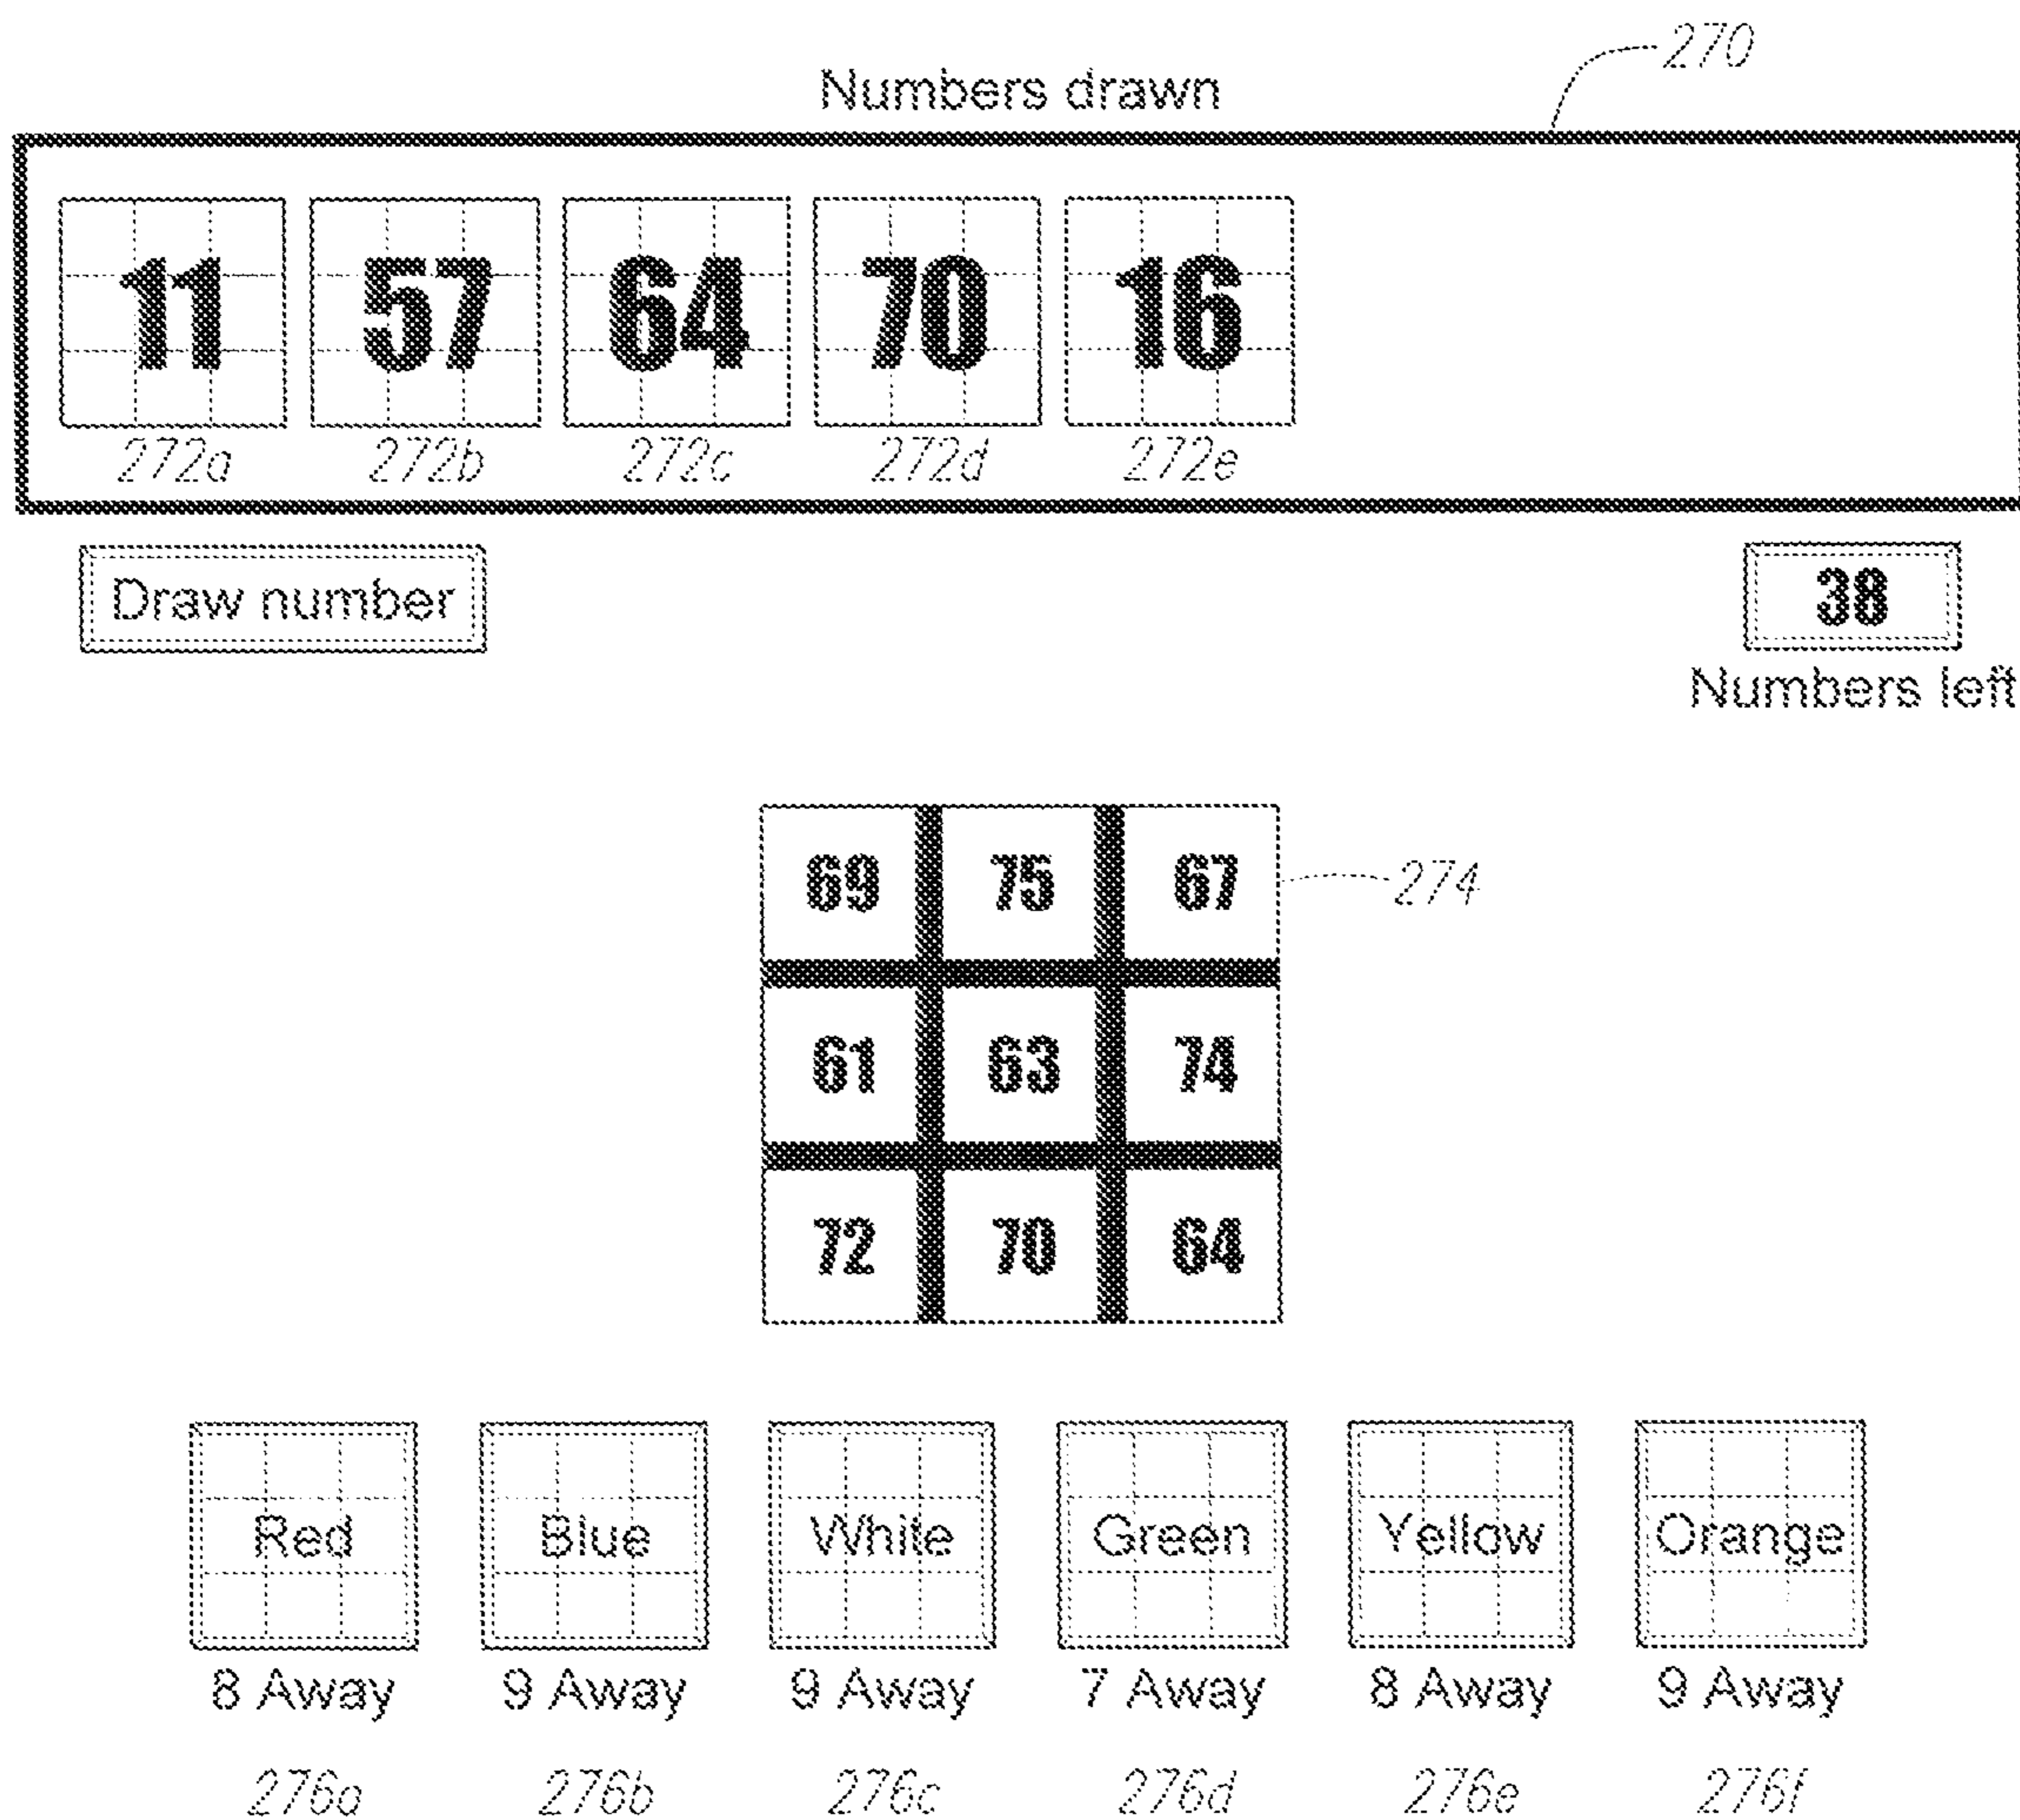 270
Numbers drawn
11 57 64 70 16
272a 272b 272c 272d 272e
Draw number
38
Numbers left
69 75 67
274
61 63 74
72 70 64
Red Blue White Green Yellow Orange
8 Away 9 Away 9 Away 7 Away 8 Away 9 Away
276a 276b 276c 276d 276e 276f